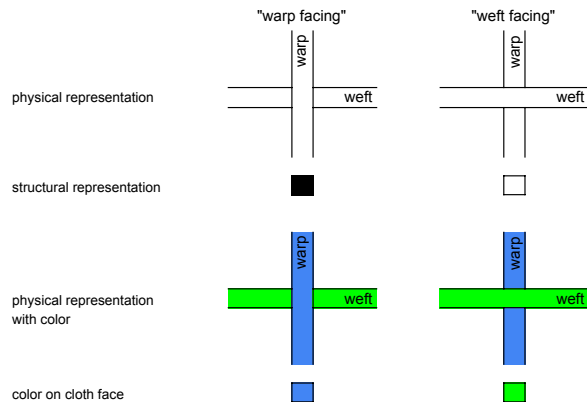 "warp facing"
"weft facing"
warp
warp
physical representation
weft
weft
structural representation
warp
warp
physical representation
with color
weft
weft
color on cloth face